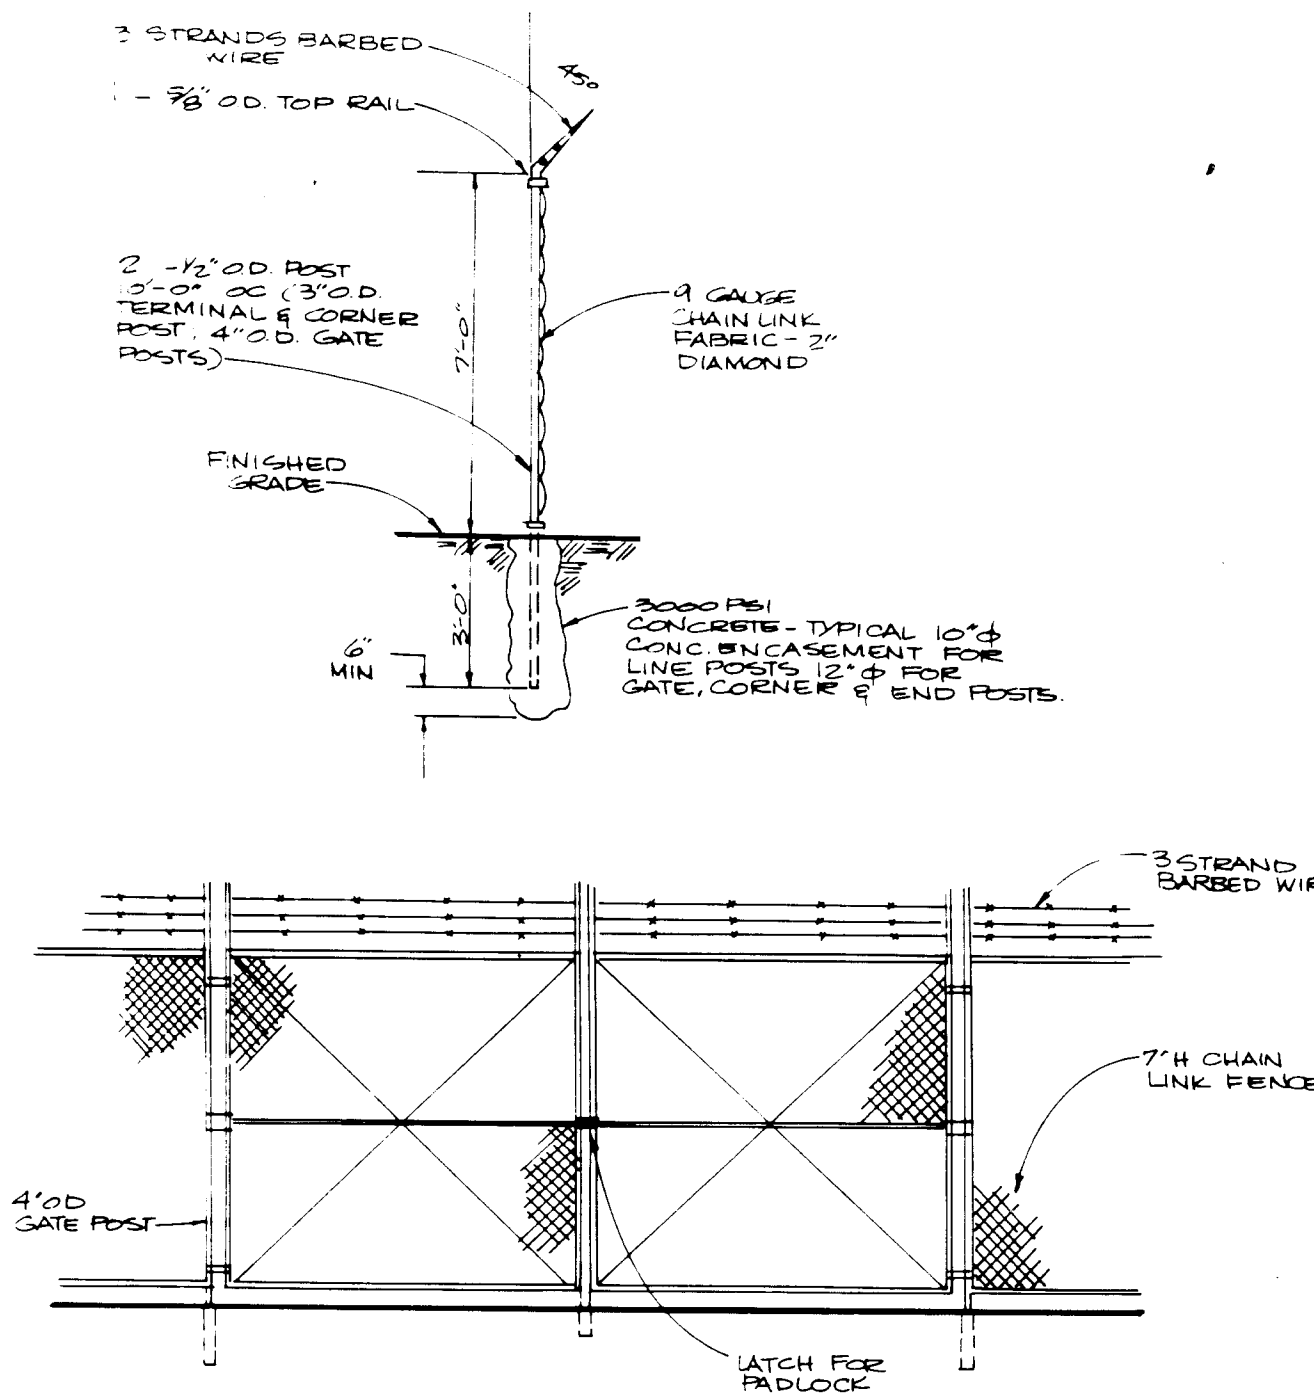 3 STRANDS BARBED
WIRE
45°
1 - 5/8" O.D. TOP RAIL
2 -1/2" O.D. POST
10'-0" OC (3" O.D.
TERMINAL & CORNER
POST, 4" O.D. GATE
POSTS)
7'-0"
9 GAUGE
CHAIN LINK
FABRIC - 2"
DIAMOND
FINISHED
GRADE
3'-0"
6"
MIN
3000 PSI
CONCRETE - TYPICAL 10" ϕ
CONC. ENCASEMENT FOR
LINE POSTS 12" ϕ FOR
GATE, CORNER & END POSTS.
3 STRAND
BARBED WIR
7'H CHAIN
LINK FENCE
4"OD
GATE POST
LATCH FOR
PADLOCK